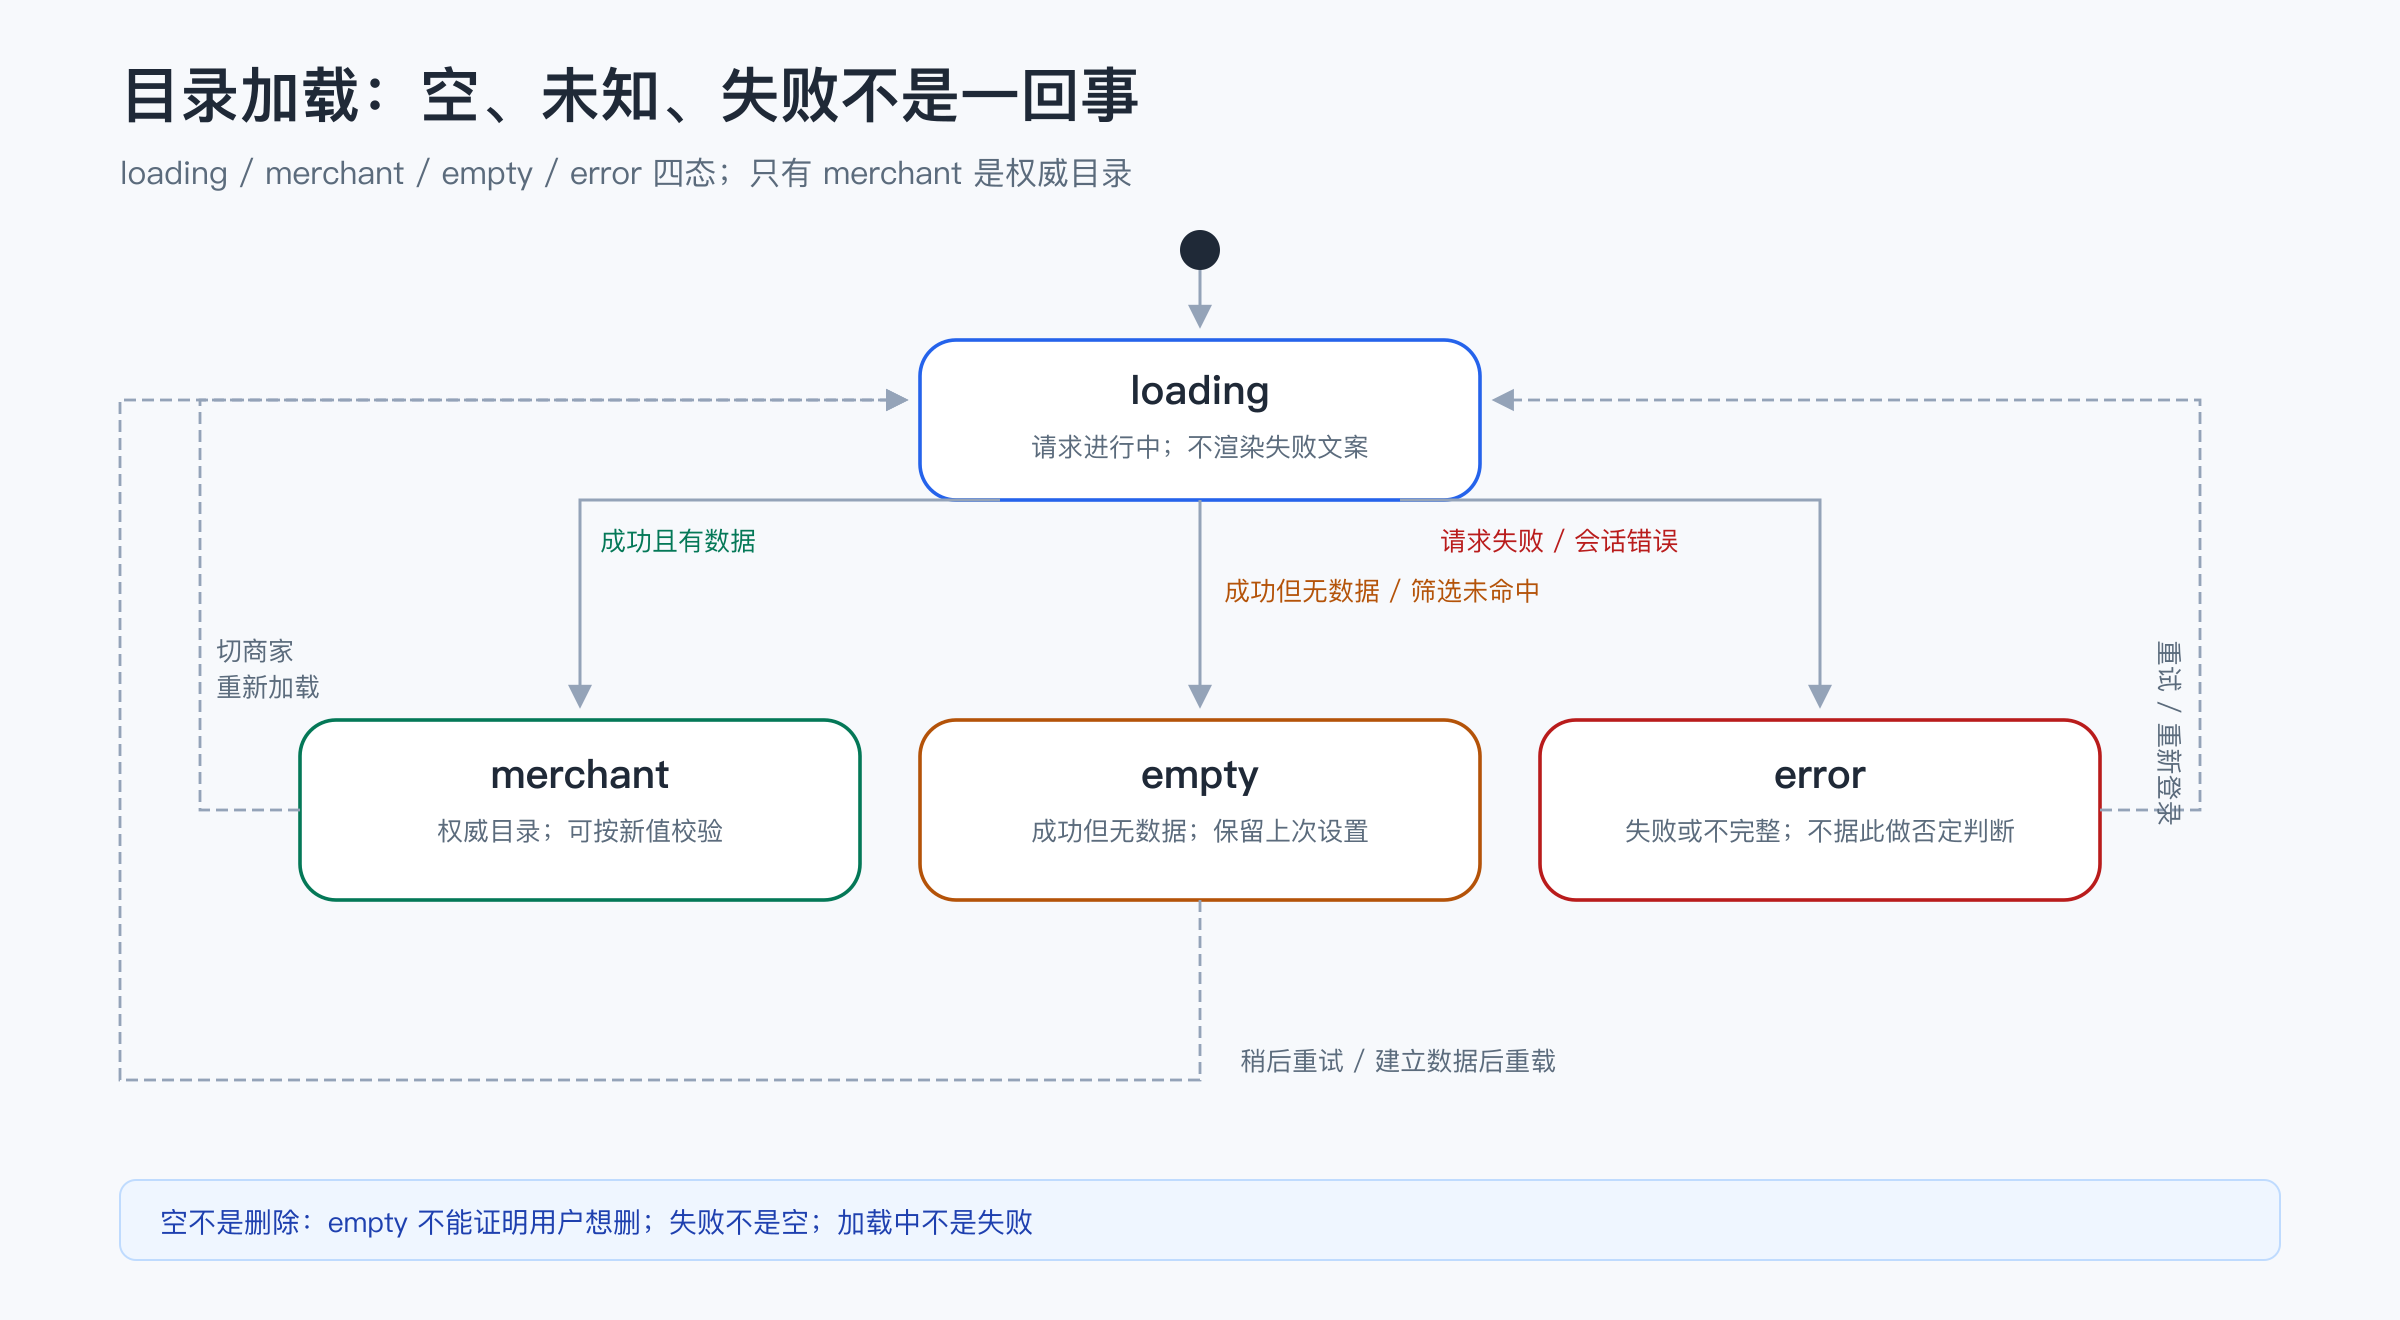 目录加载：空、未知、失败不是一回事
loading / merchant / empty / error 四态；只有 merchant 是权威目录
loading
请求进行中；不渲染失败文案
成功且有数据
请求失败 / 会话错误
成功但无数据 / 筛选未命中
切商家
重新加载
重试 / 重新登录
merchant
权威目录；可按新值校验
empty
成功但无数据；保留上次设置
error
失败或不完整；不据此做否定判断
稍后重试 / 建立数据后重载
空不是删除：empty 不能证明用户想删；失败不是空；加载中不是失败